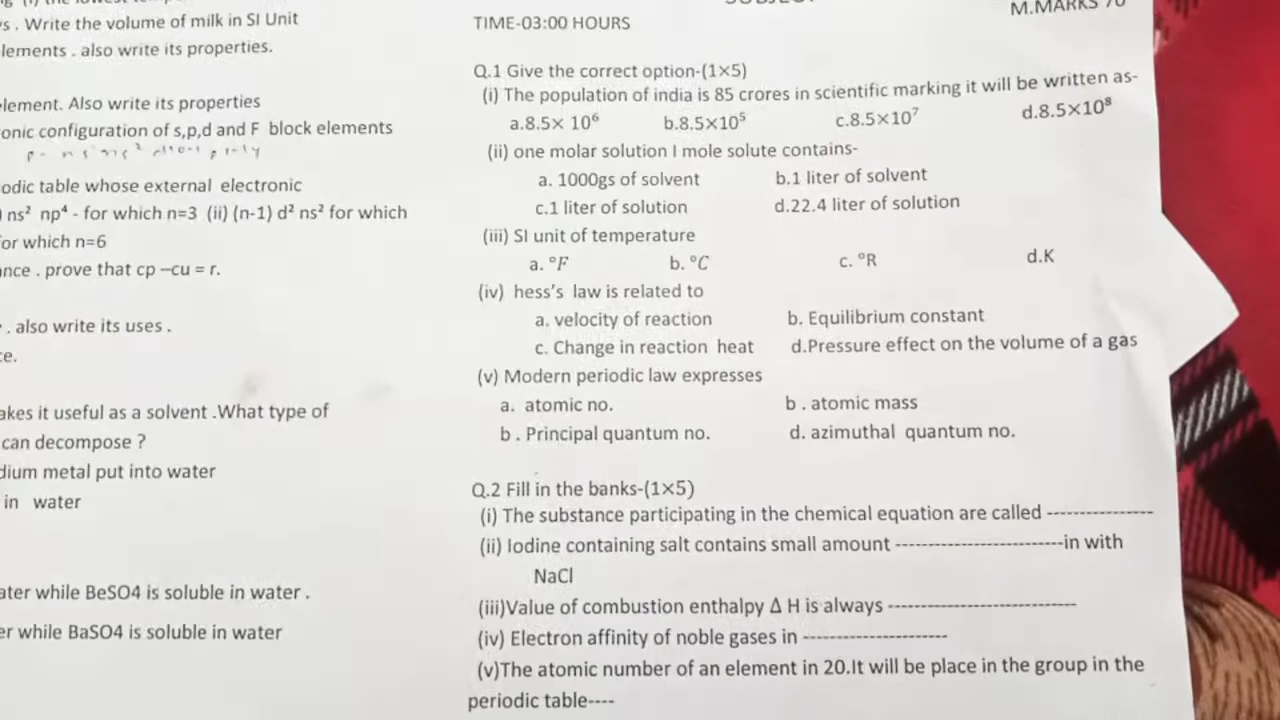 s . Write the volume of milk in SI Unit
lements . also write its properties.
lement. Also write its properties
onic configuration of s,p,d and F block elements
odic table whose external electronic
ns² np⁴ - for which n=3 (ii) (n-1) d² ns² for which
for which n=6
ance . prove that cp –cu = r.
. also write its uses .
ce.
akes it useful as a solvent .What type of
can decompose ?
dium metal put into water
in water
ater while BeSO4 is soluble in water .
er while BaSO4 is soluble in water
M.MARKS 70
TIME-03:00 HOURS
Q.1 Give the correct option-(1×5)
(i) The population of india is 85 crores in scientific marking it will be written as-
a.8.5× 10⁶ b.8.5×10⁵ c.8.5×10⁷ d.8.5×10⁸
(ii) one molar solution I mole solute contains-
a. 1000gs of solvent b.1 liter of solvent
c.1 liter of solution d.22.4 liter of solution
(iii) SI unit of temperature
a. °F b. °C c. °R d.K
(iv) hess's law is related to
a. velocity of reaction b. Equilibrium constant
c. Change in reaction heat d.Pressure effect on the volume of a gas
(v) Modern periodic law expresses
a. atomic no. b . atomic mass
b . Principal quantum no. d. azimuthal quantum no.
Q.2 Fill in the banks-(1×5)
(i) The substance participating in the chemical equation are called ----------------
(ii) Iodine containing salt contains small amount -------------------------in with
NaCl
(iii)Value of combustion enthalpy Δ H is always ----------------------------
(iv) Electron affinity of noble gases in ---------------------
(v)The atomic number of an element in 20.It will be place in the group in the
periodic table----